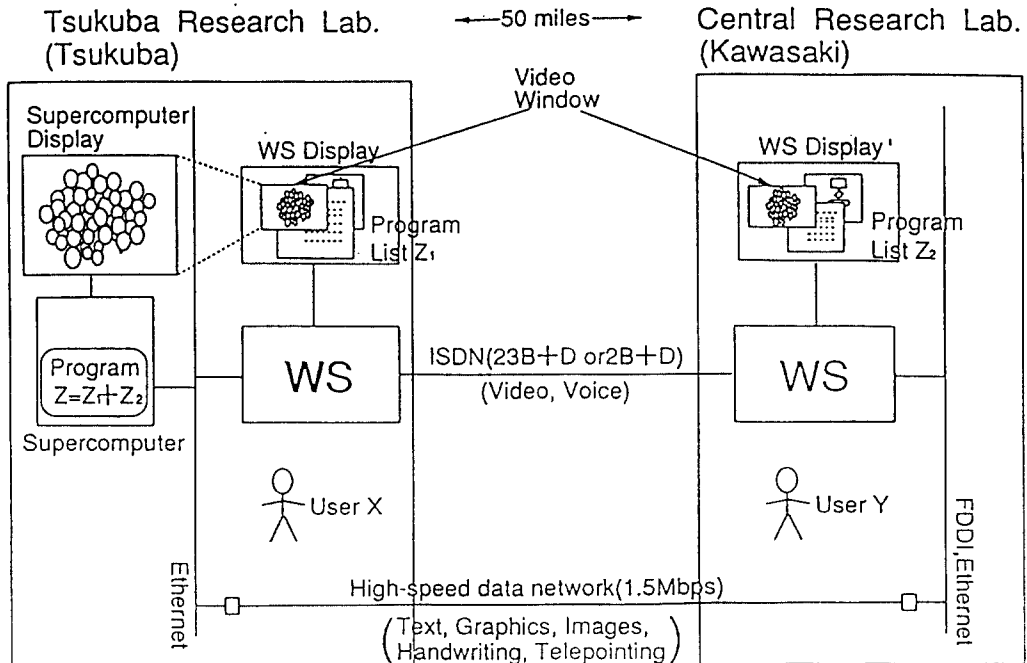 Tsukuba Research Lab.
(Tsukuba)
←50 miles→
Central Research Lab.
(Kawasaki)
Video
Window
Supercomputer
Display
WS Display
Program
List Z₁
WS Display'
Program
List Z₂
Program
Z=Z₁+Z₂
Supercomputer
WS
ISDN(23B+D or2B+D)
(Video, Voice)
WS
User X
User Y
Ethernet
FDDI,Ethernet
High-speed data network(1.5Mbps)
(Text, Graphics, Images,
Handwriting, Telepointing)